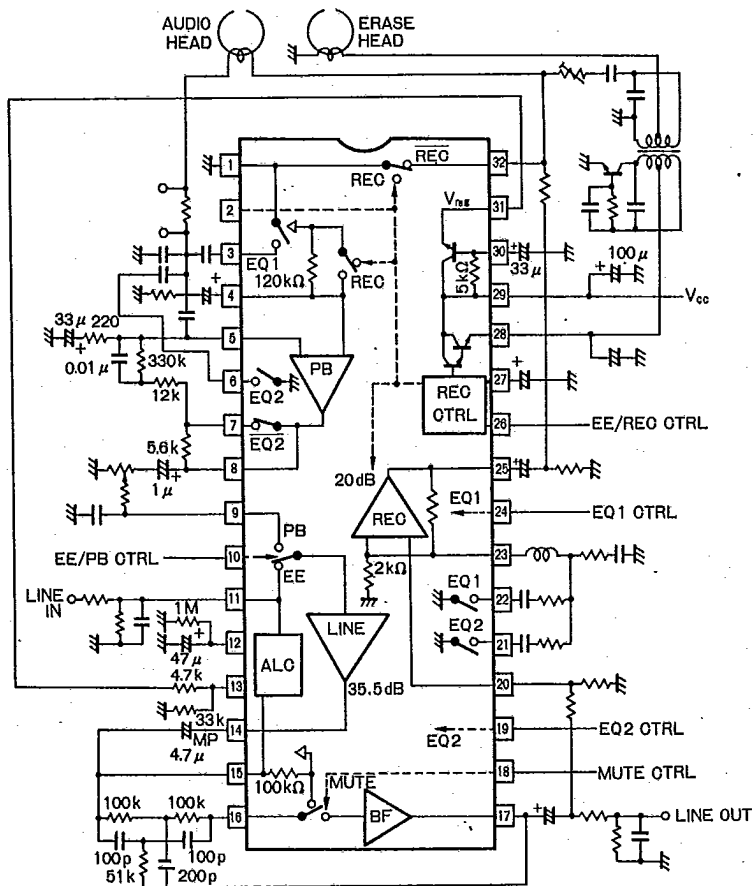 AUDIO
HEAD
ERASE
HEAD
1
REC
REC
32
2
Vreg
31
3
EQ1
120kΩ
REC
5kΩ
30
33μ
100μ
4
29
Vcc
33μ
220
5
28
0.01μ
330k
PB
6
EQ2
REC
CTRL
27
12k
7
EQ2
26
EE/REC CTRL
5.6k
8
20dB
25
1μ
9
REC
EQ1
24
EQ1 CTRL
EE/PB CTRL
10
PB
EE
2kΩ
23
LINE
IN
11
EQ1
22
1M
12
EQ2
21
47μ
ALC
LINE
4.7k
13
35.5dB
20
33k
MP
4.7μ
14
EQ2
19
EQ2 CTRL
15
100kΩ
MUTE
18
MUTE CTRL
100k
100k
16
BF
17
LINE OUT
100p
100p
51k
200p